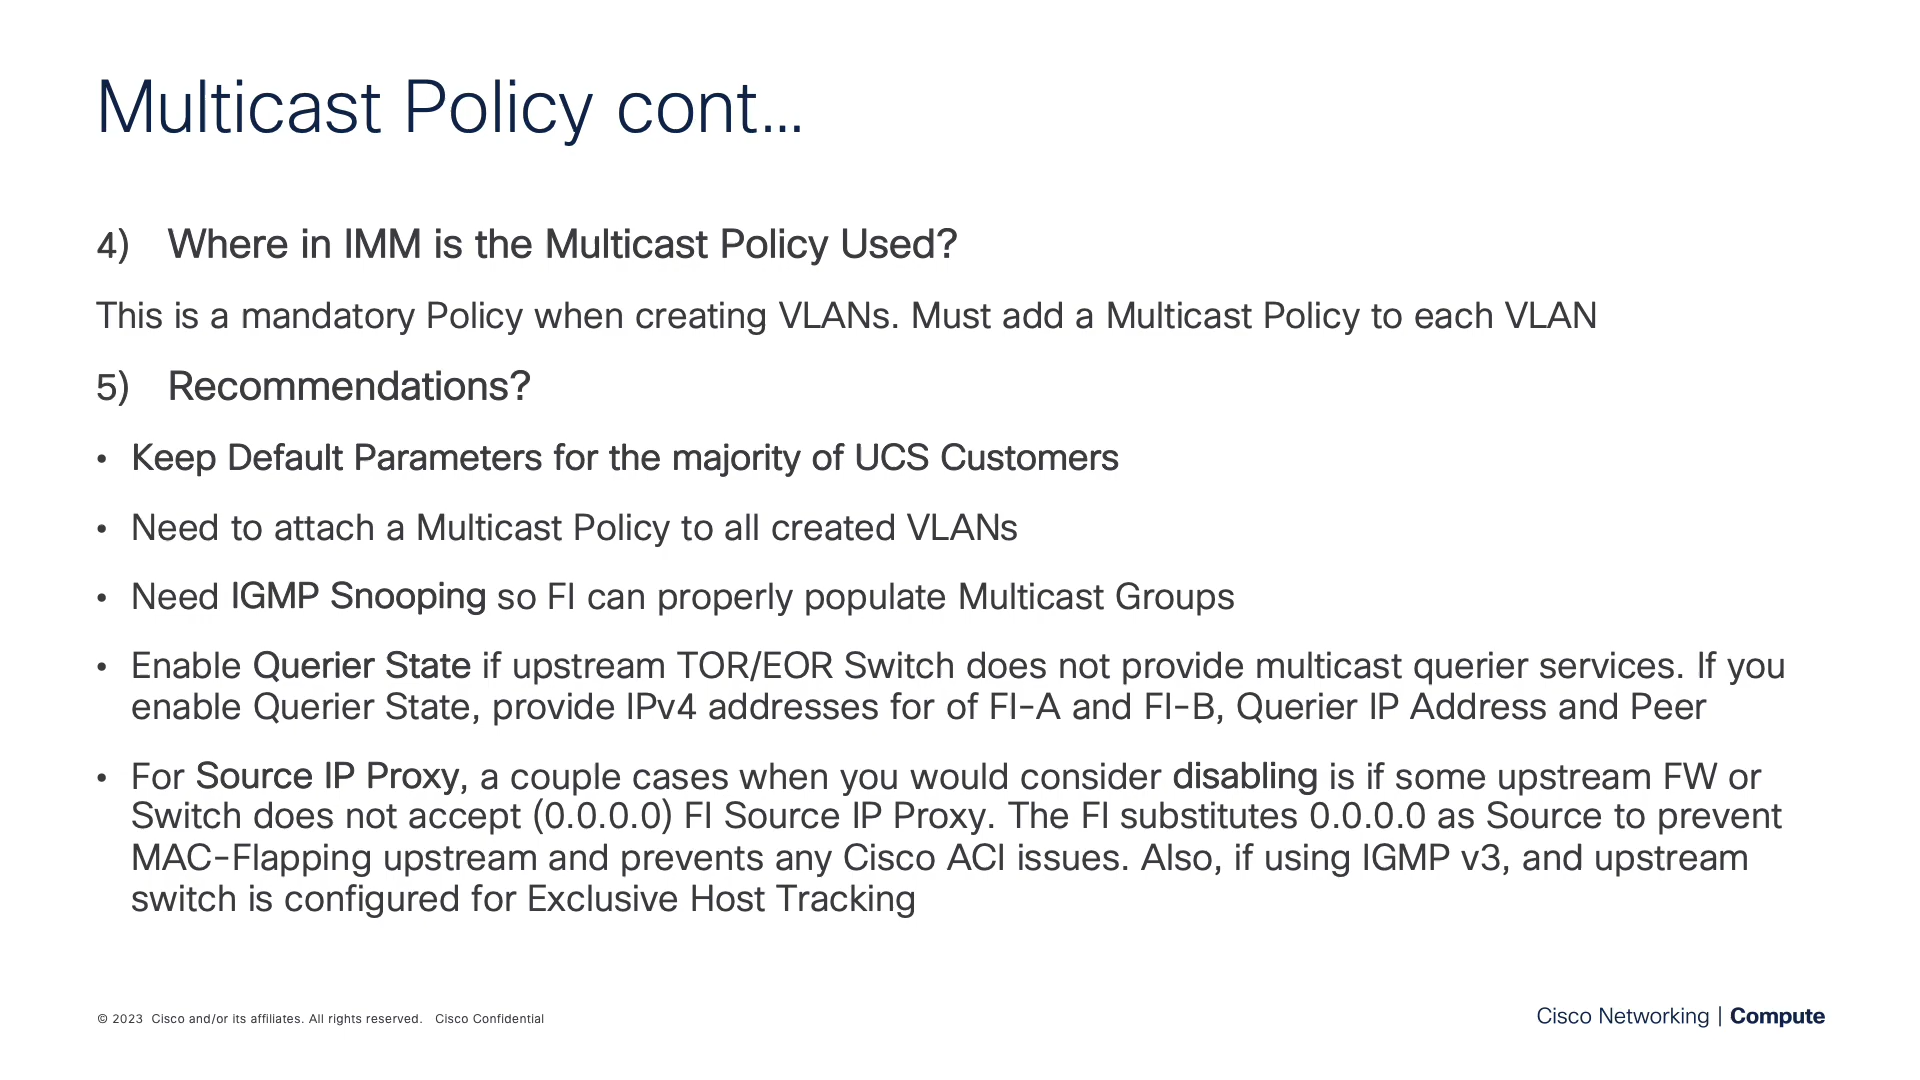 Multicast Policy cont...
4) Where in IMM is the Multicast Policy Used?
This is a mandatory Policy when creating VLANs. Must add a Multicast Policy to each VLAN
5) Recommendations?
• Keep Default Parameters for the majority of UCS Customers
• Need to attach a Multicast Policy to all created VLANs
• Need IGMP Snooping so FI can properly populate Multicast Groups
• Enable Querier State if upstream TOR/EOR Switch does not provide multicast querier services. If you
enable Querier State, provide IPv4 addresses for of FI-A and FI-B, Querier IP Address and Peer
• For Source IP Proxy, a couple cases when you would consider disabling is if some upstream FW or
Switch does not accept (0.0.0.0) FI Source IP Proxy. The FI substitutes 0.0.0.0 as Source to prevent
MAC-Flapping upstream and prevents any Cisco ACI issues. Also, if using IGMP v3, and upstream
switch is configured for Exclusive Host Tracking
© 2023 Cisco and/or its affiliates. All rights reserved. Cisco Confidential
Cisco Networking | Compute